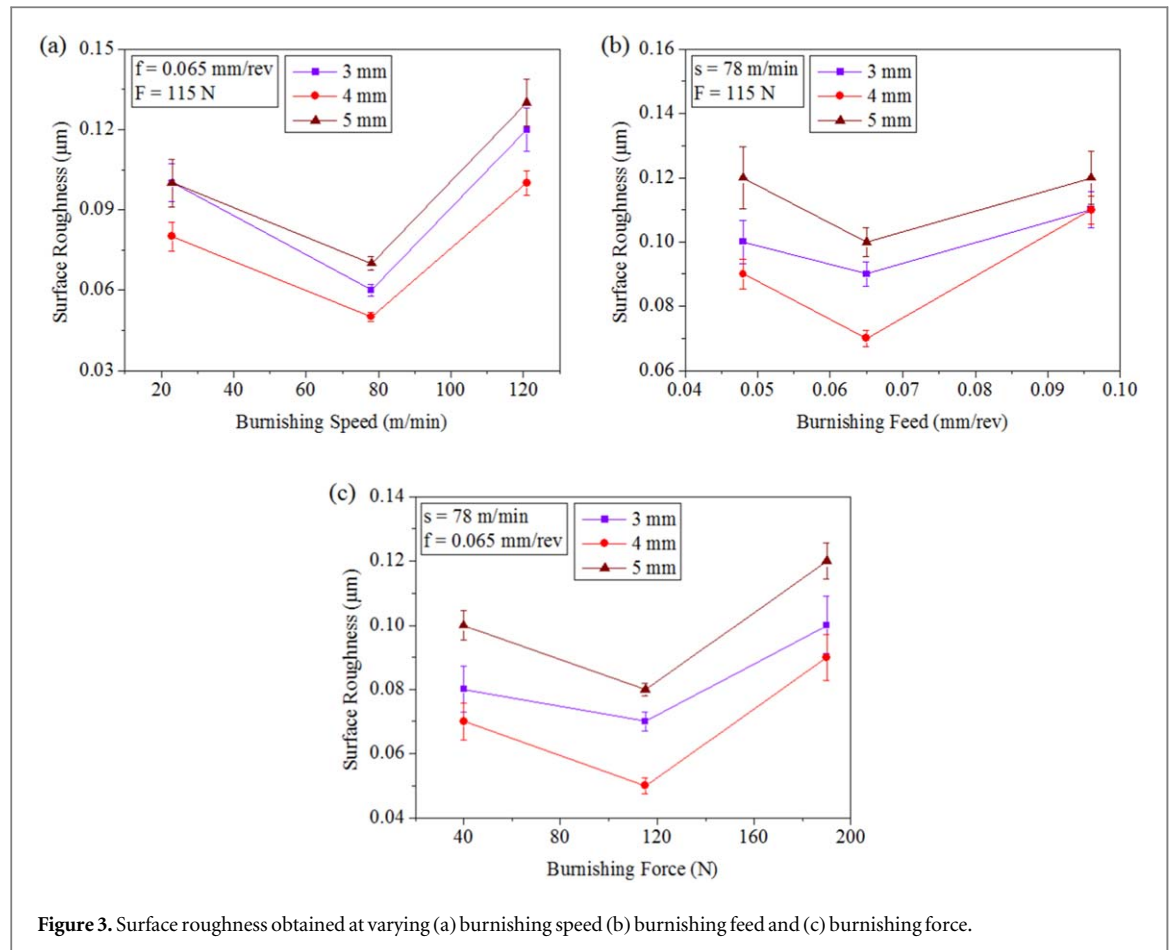 (a)
0.15
0.12
0.09
0.06
0.03
Surface Roughness (µm)
f = 0.065 mm/rev
F = 115 N
3 mm
4 mm
5 mm
20 40 60 80 100 120
Burnishing Speed (m/min)
(b)
0.16
0.14
0.12
0.10
0.08
0.06
Surface Roughness (µm)
s = 78 m/min
F = 115 N
3 mm
4 mm
5 mm
0.04 0.05 0.06 0.07 0.08 0.09 0.10
Burnishing Feed (mm/rev)
(c)
0.14
0.12
0.10
0.08
0.06
0.04
Surface Roughness (µm)
s = 78 m/min
f = 0.065 mm/rev
3 mm
4 mm
5 mm
40 80 120 160 200
Burnishing Force (N)
Figure 3. Surface roughness obtained at varying (a) burnishing speed (b) burnishing feed and (c) burnishing force.